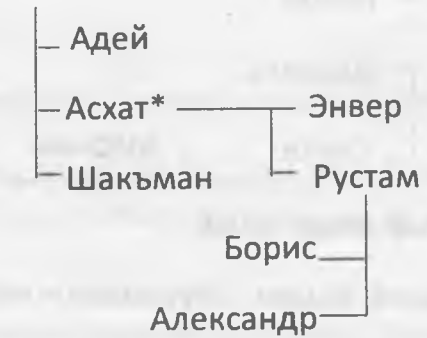 Адей
Асхат* Энвер
Шакъман Рустам
Борис
Александр